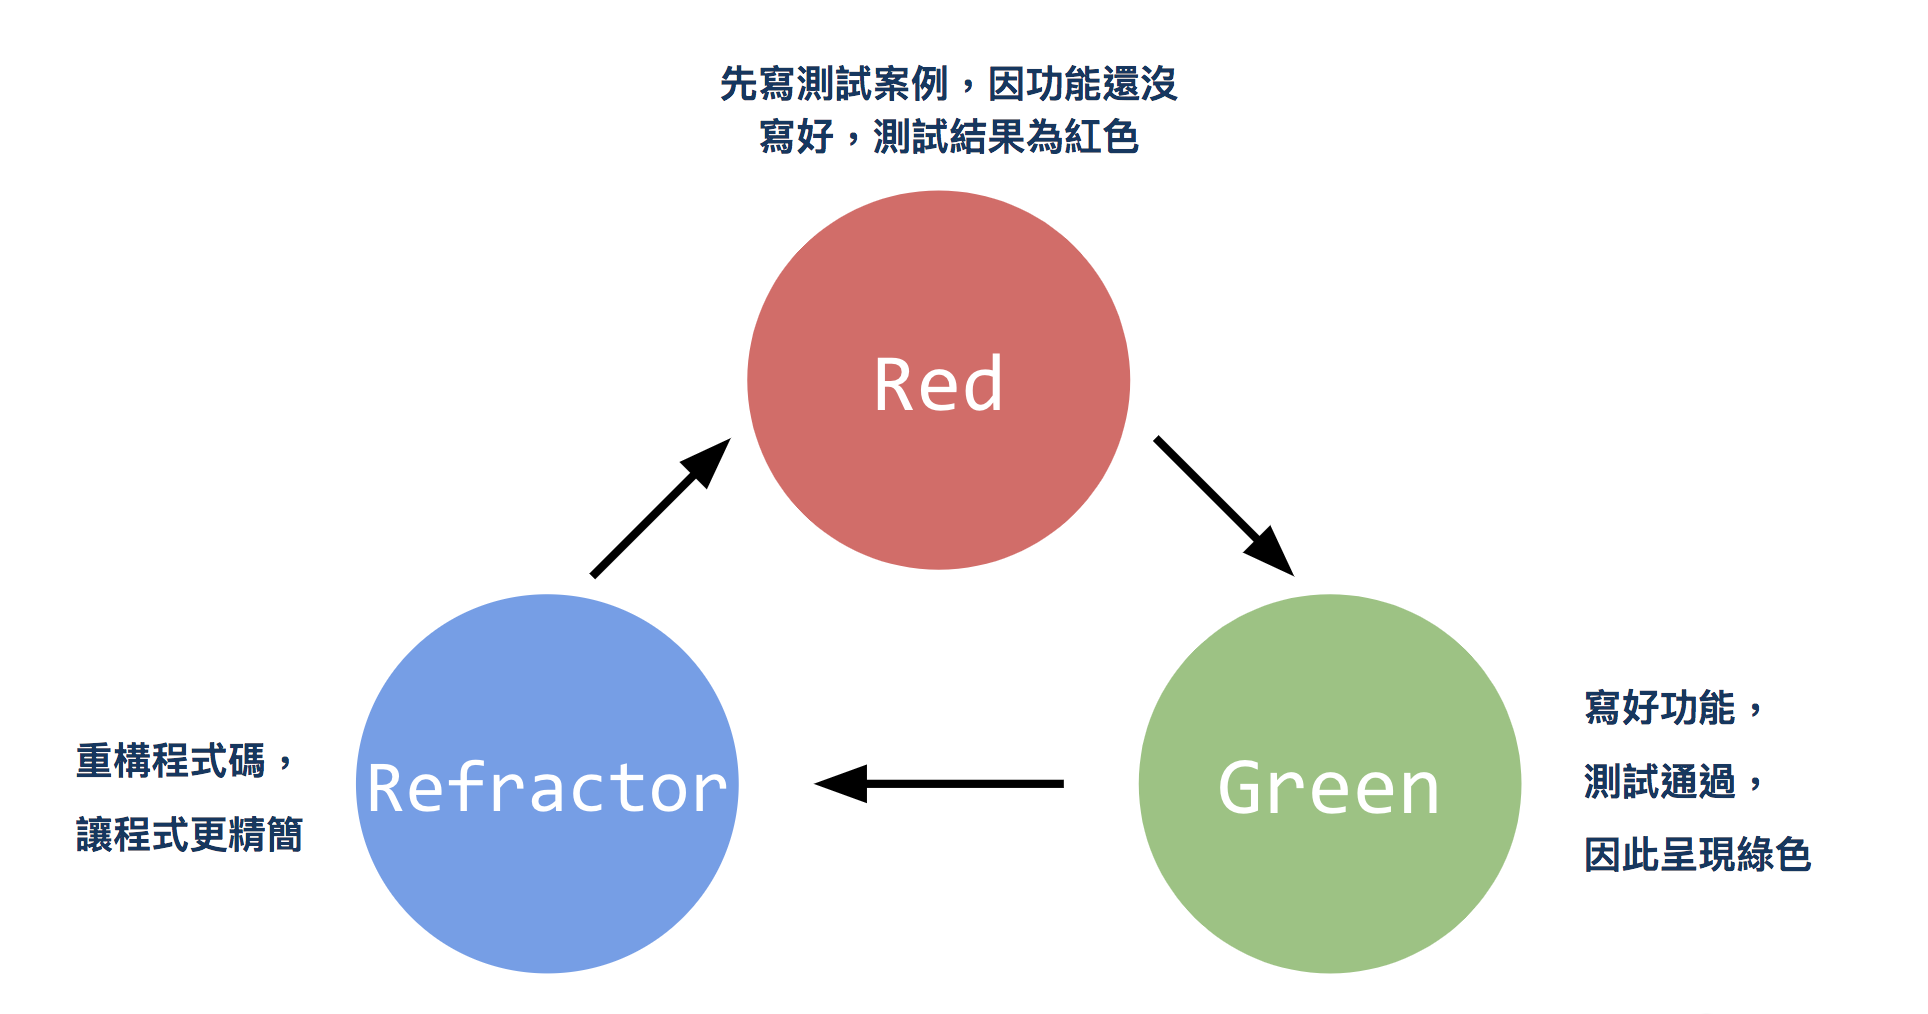 先寫測試案例，因功能還沒
寫好，測試結果為紅色
Red
Refractor
Green
重構程式碼，
讓程式更精簡
寫好功能，
測試通過，
因此呈現綠色